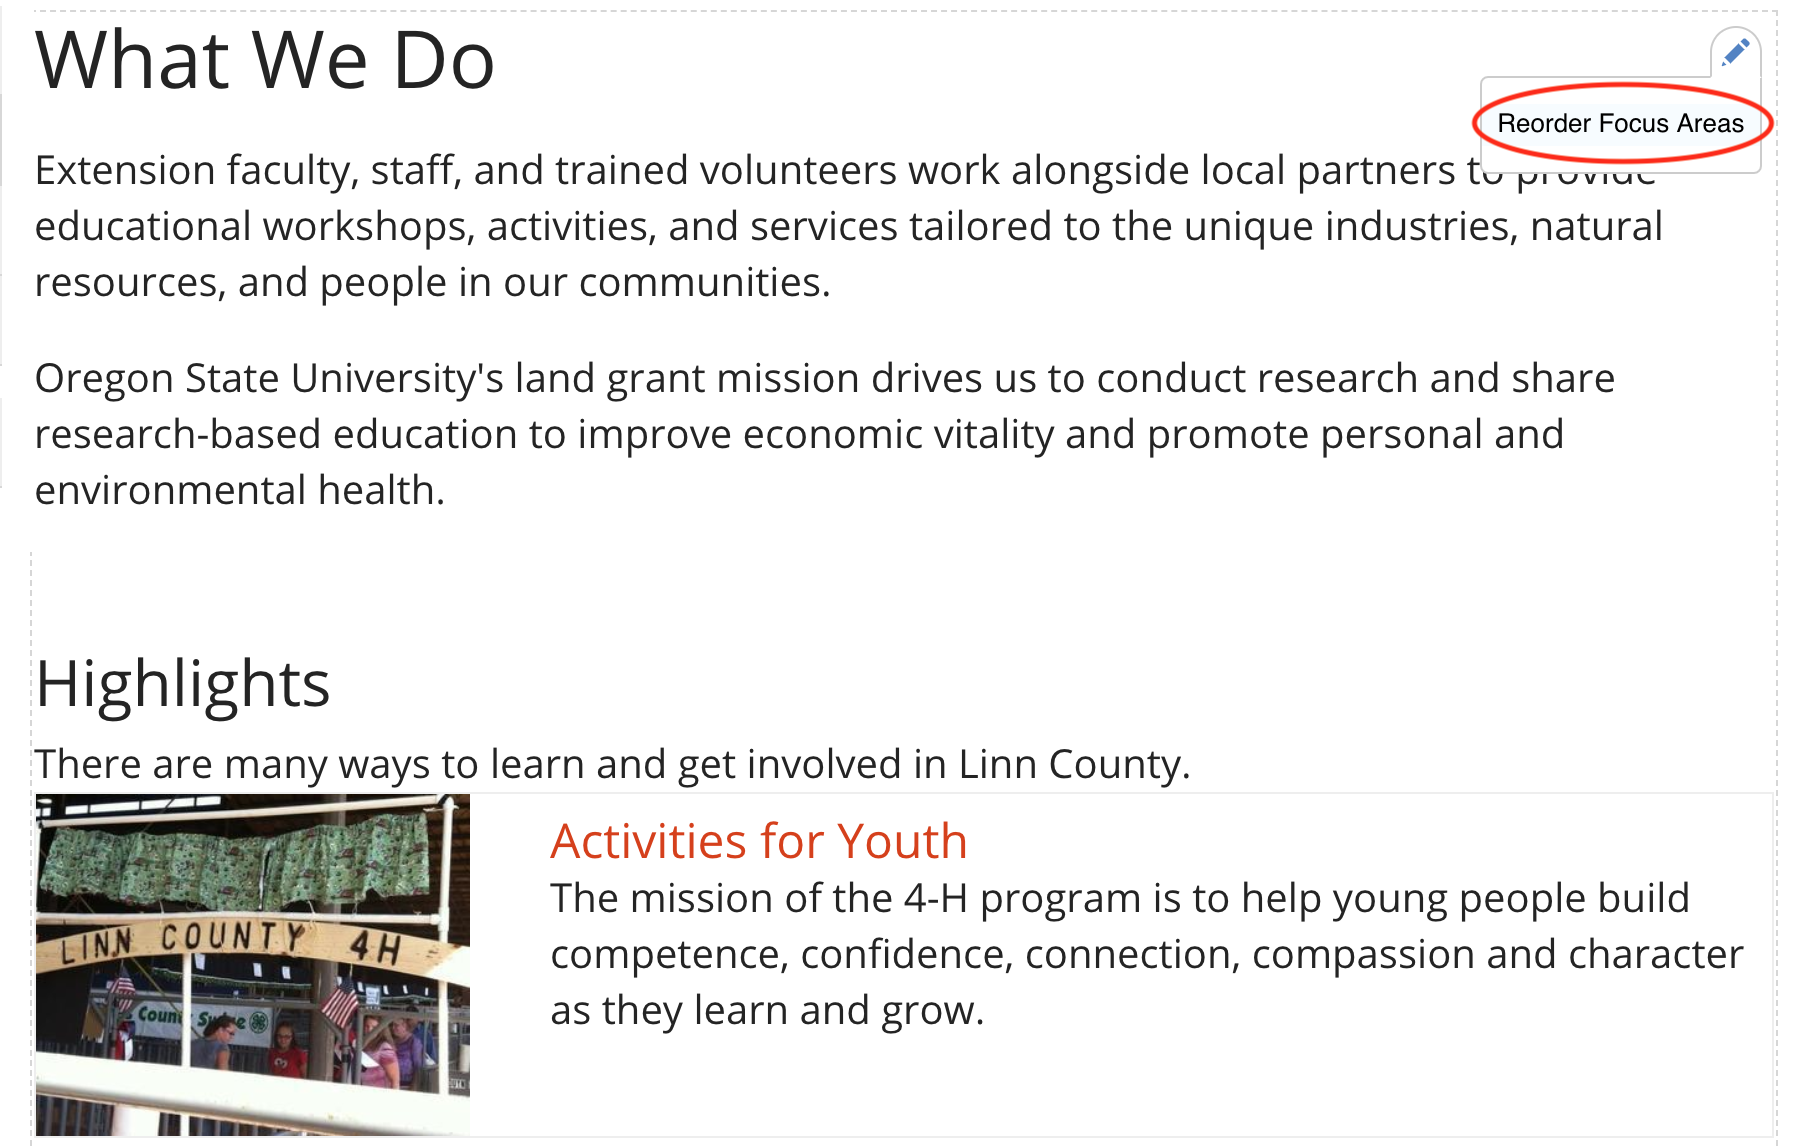 What We Do
Reorder Focus Areas
Extension faculty, staff, and trained volunteers work alongside local partners to provide
educational workshops, activities, and services tailored to the unique industries, natural
resources, and people in our communities.
Oregon State University's land grant mission drives us to conduct research and share
research-based education to improve economic vitality and promote personal and
environmental health.
Highlights
There are many ways to learn and get involved in Linn County.
LINN COUNTY 4H
Activities for Youth
The mission of the 4-H program is to help young people build
competence, confidence, connection, compassion and character
as they learn and grow.